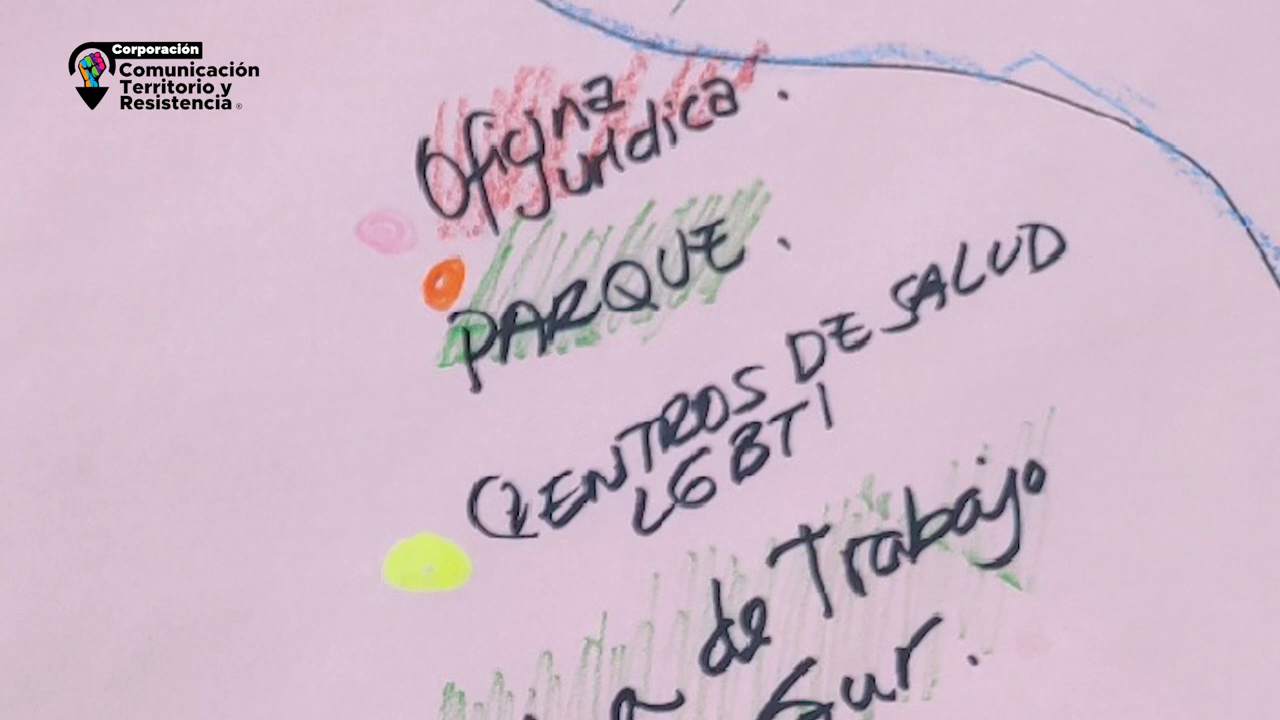 Corporación
Comunicación
Territorio y
Resistencia
Oficina
Jurídica.
PARQUE.
CENTROS DE SALUD
LGBTI
de Trabajo
Sur.